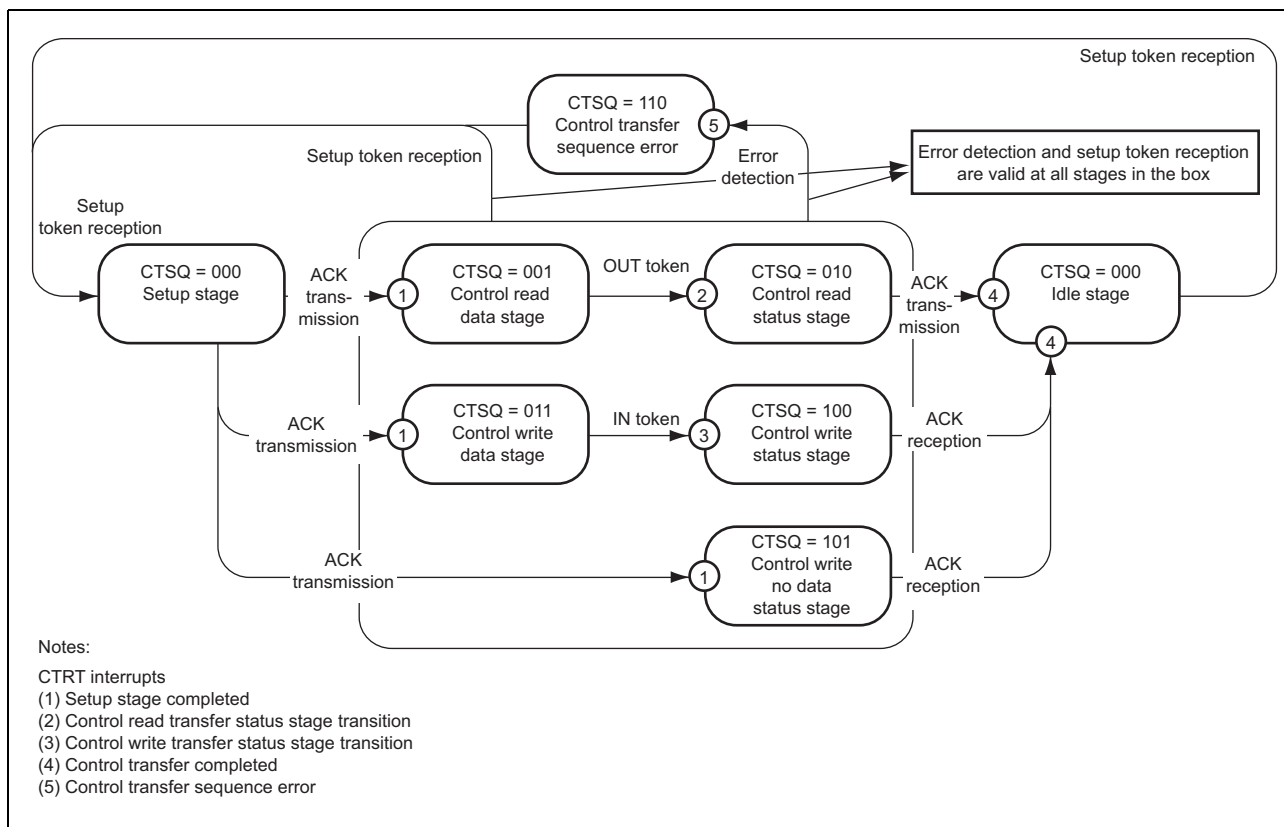 Setup token reception
CTSQ = 110
Control transfer
sequence error
5
Setup token reception
Error
detection
Error detection and setup token reception
are valid at all stages in the box
Setup
token reception
CTSQ = 000
Setup stage
ACK
trans-
mission
1
CTSQ = 001
Control read
data stage
OUT token
2
CTSQ = 010
Control read
status stage
ACK
trans-
mission
4
CTSQ = 000
Idle stage
4
ACK
transmission
1
CTSQ = 011
Control write
data stage
IN token
3
CTSQ = 100
Control write
status stage
ACK
reception
ACK
transmission
1
CTSQ = 101
Control write
no data
status stage
ACK
reception
Notes:
CTRT interrupts
(1) Setup stage completed
(2) Control read transfer status stage transition
(3) Control write transfer status stage transition
(4) Control transfer completed
(5) Control transfer sequence error